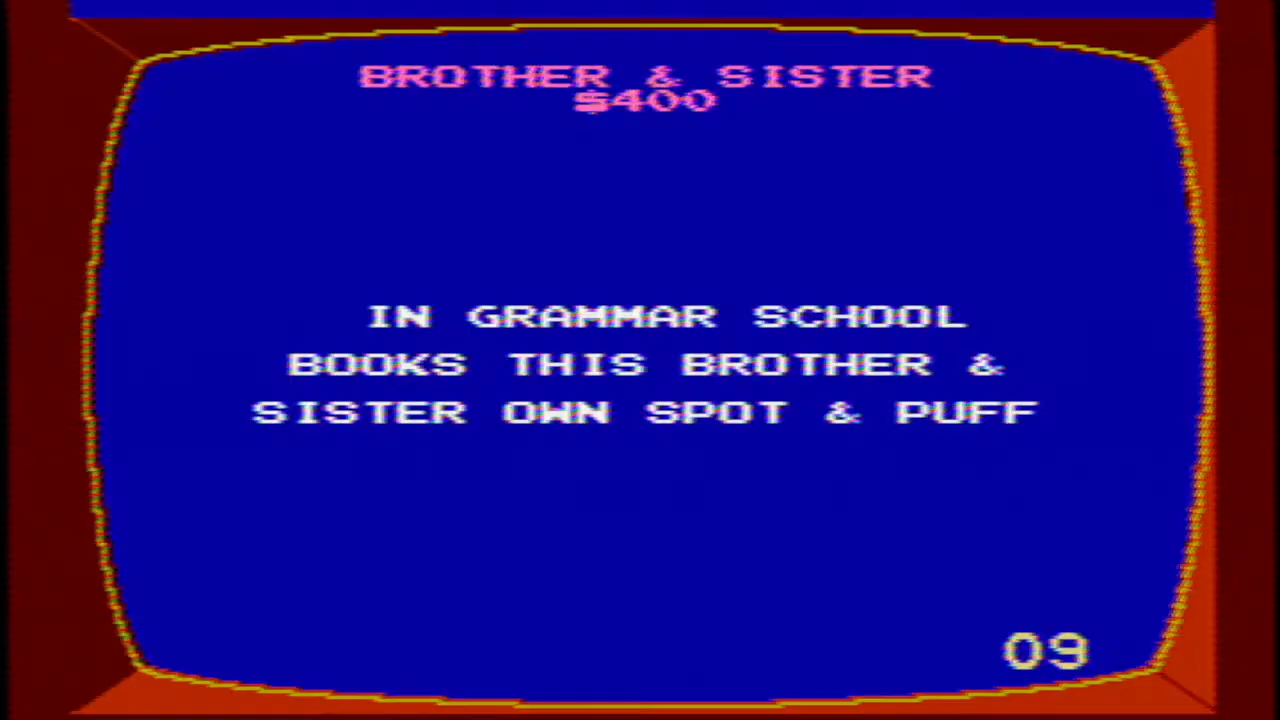 BROTHER & SISTER
$400
IN GRAMMAR SCHOOL
BOOKS THIS BROTHER &
SISTER OWN SPOT & PUFF
09